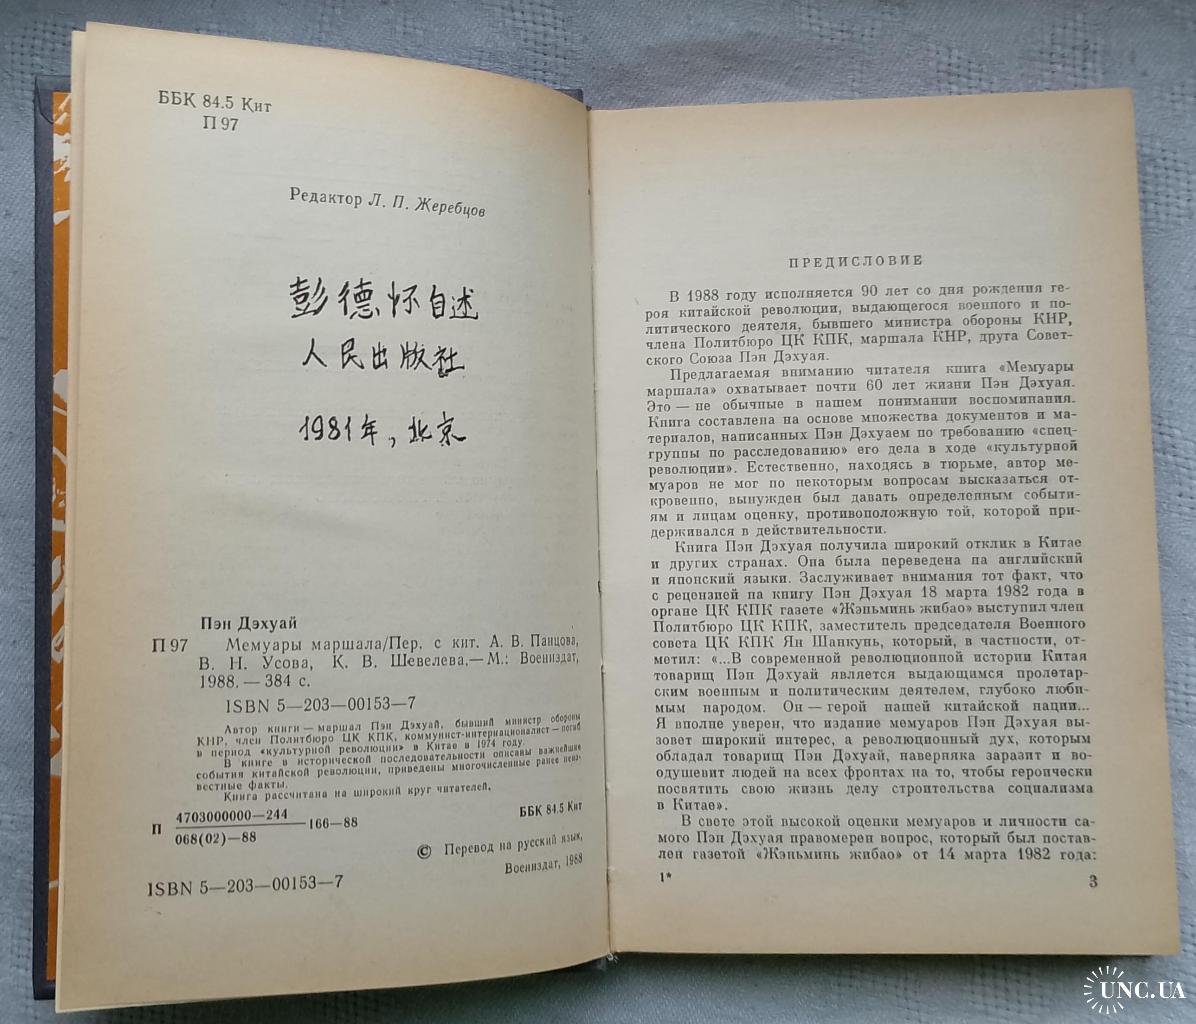 ББК 84.5 Кит
П 97
Редактор Л. П. Жеребцов
彭德怀自述
人民出版社
1981年, 北京
Пэн Дэхуай
П 97 Мемуары маршала/Пер. с кит. А. В. Панцова,
В. Н. Усова, К. В. Шевелева.— М.: Воениздат,
1988. — 384 с.
ISBN 5—203—00153—7
Автор книги — маршал Пэн Дэхуай, бывший министр обороны
КНР, член Политбюро ЦК КПК, коммунист-интернационалист — погиб
в период «культурной революции» в Китае в 1974 году.
В книге в исторической последовательности описаны важнейшие
события китайской революции, приведены многочисленные ранее неиз-
вестные факты.
Книга рассчитана на широкий круг читателей.
П 4703000000—244
068(02)—88 —166—88
ББК 84.5 Кит
© Перевод на русский язык,
Воениздат, 1988
ISBN 5—203—00153—7
ПРЕДИСЛОВИЕ
В 1988 году исполняется 90 лет со дня рождения ге-
роя китайской революции, выдающегося военного и по-
литического деятеля, бывшего министра обороны КНР,
члена Политбюро ЦК КПК, маршала КНР, друга Совет-
ского Союза Пэн Дэхуая.
Предлагаемая вниманию читателя книга «Мемуары
маршала» охватывает почти 60 лет жизни Пэн Дэхуая.
Это — не обычные в нашем понимании воспоминания.
Книга составлена на основе множества документов и ма-
териалов, написанных Пэн Дэхуаем по требованию «спец-
группы по расследованию» его дела в ходе «культурной
революции». Естественно, находясь в тюрьме, автор ме-
муаров не мог по некоторым вопросам высказаться от-
кровенно, вынужден был давать определенным событи-
ям и лицам оценку, противоположную той, которой при-
держивался в действительности.
Книга Пэн Дэхуая получила широкий отклик в Китае
и других странах. Она была переведена на английский
и японский языки. Заслуживает внимания тот факт, что
с рецензией на книгу Пэн Дэхуая 18 марта 1982 года в
органе ЦК КПК газете «Жэньминь жибао» выступил член
Политбюро ЦК КПК, заместитель председателя Военного
совета ЦК КПК Ян Шанкунь, который, в частности, от-
метил: «...В современной революционной истории Китая
товарищ Пэн Дэхуай является выдающимся пролетар-
ским военным и политическим деятелем, глубоко люби-
мым народом. Он — герой нашей китайской нации...
Я вполне уверен, что издание мемуаров Пэн Дэхуая вы-
зовет широкий интерес, а революционный дух, которым
обладал товарищ Пэн Дэхуай, наверняка заразит и во-
одушевит людей на всех фронтах на то, чтобы героически
посвятить свою жизнь делу строительства социализма
в Китае».
В свете этой высокой оценки мемуаров и личности са-
мого Пэн Дэхуая правомерен вопрос, который был постав-
лен газетой «Жэньминь жибао» от 14 марта 1982 года:
1*
3
UNC.UA